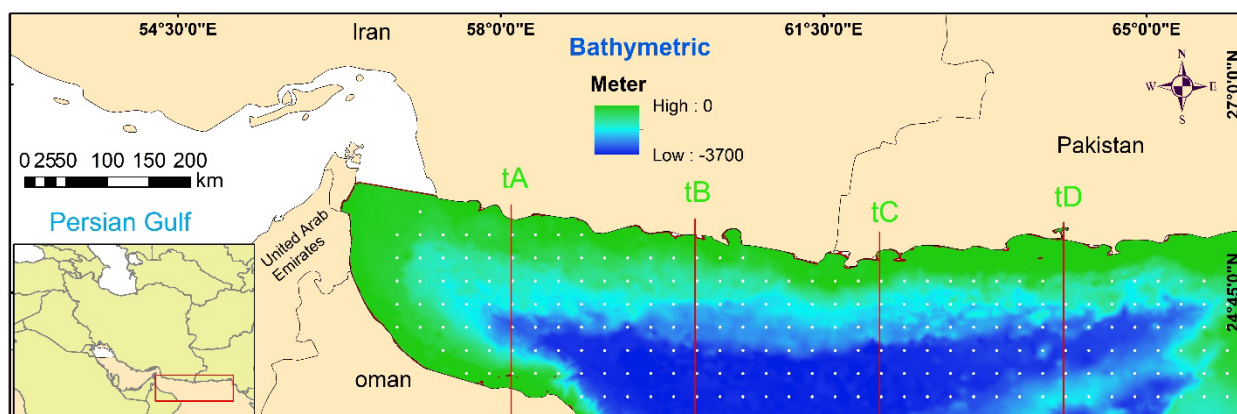 54°30'0"E
58°0'0"E
61°30'0"E
65°0'0"E
Iran
Bathymetric
Meter
High : 0
Low : -3700
N
W E
S
27°0'0"N
Pakistan
0 2550 100 150 200
km
tA
tB
tC
tD
Persian Gulf
United Arab
Emirates
24°45'0"N
oman